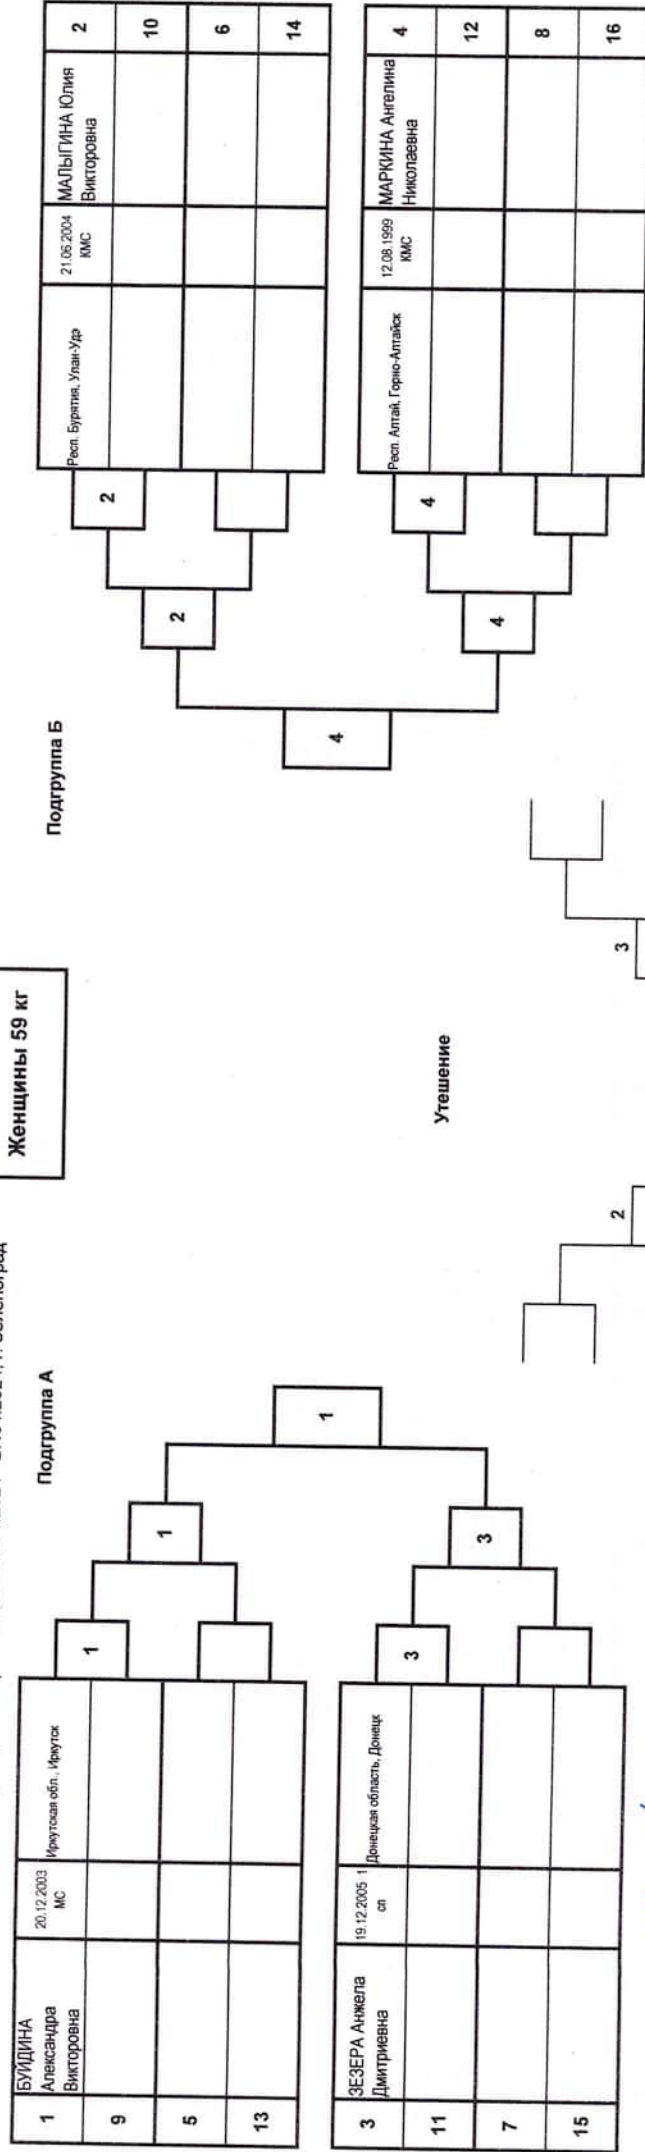 Женщины 59 кг
Подгруппа А
Подгруппа Б
1
БУЙДИНА
Александра
Викторовна
20.12.2003
МС
Иркутская обл., Иркутск
9
5
13
1
1
3
ЗЕЗЕРА Анжела
Дмитриевна
19.12.2005 1
сп
Донецкая область, Донецк
11
7
15
3
3
1
2
МАЛЫГИНА Юлия
Викторовна
21.06.2004
КМС
Респ. Бурятия, Улан-Удэ
10
6
14
2
2
4
МАРКИНА Ангелина
Николаевна
12.08.1999
КМС
Респ. Алтай, Горно-Алтайск
12
8
16
4
4
4
Утешение
2
3